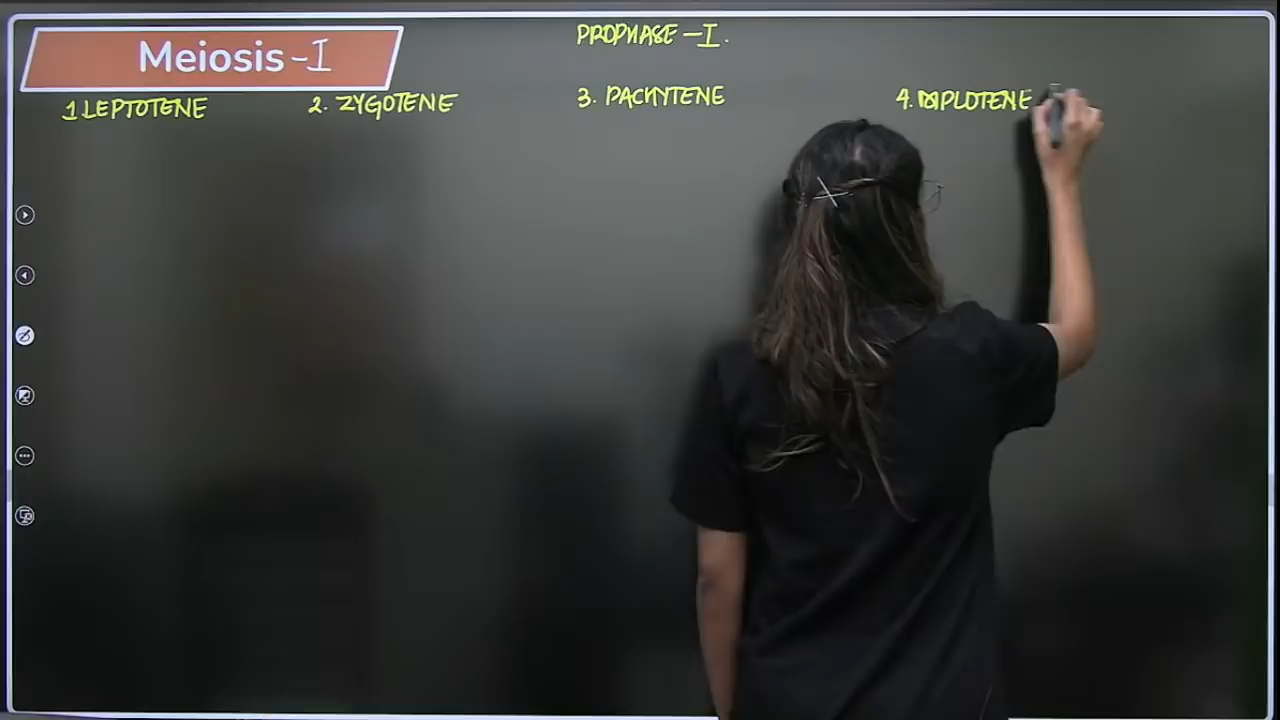 Meiosis-I
PROPHASE-I.
1 LEPTOTENE
2. ZYGOTENE
3. PACHYTENE
4. DIPLOTENE